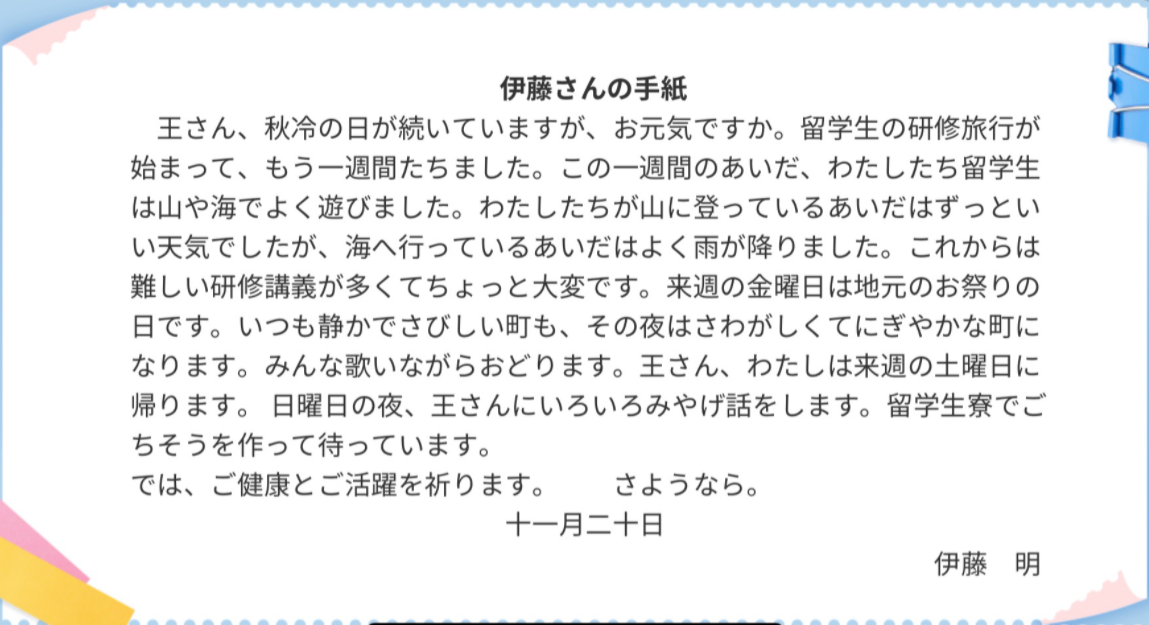 伊藤さんの手紙
王さん、秋冷の日が続いていますが、お元気ですか。留学生の研修旅行が
始まって、もう一週間たちました。この一週間のあいだ、わたしたち留学生
は山や海でよく遊びました。わたしたちが山に登っているあいだはずっとい
い天気でしたが、海へ行っているあいだはよく雨が降りました。これからは
難しい研修講義が多くてちょっと大変です。来週の金曜日は地元のお祭りの
日です。いつも静かでさびしい町も、その夜はさわがしくてにぎやかな町に
なります。みんな歌いながらおどります。王さん、わたしは来週の土曜日に
帰ります。 日曜日の夜、王さんにいろいろみやげ話をします。留学生寮でご
ちそうを作って待っています。
では、ご健康とご活躍を祈ります。　　さようなら。
十一月二十日
伊藤　明